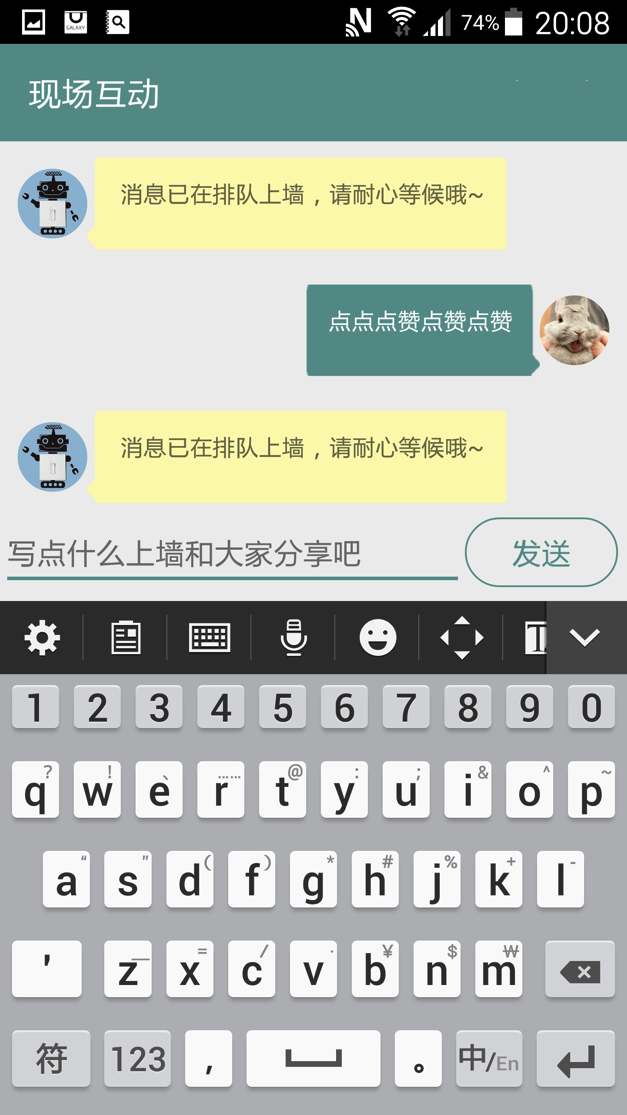 GALAXY
74% 20:08
现场互动
消息已在排队上墙，请耐心等候哦~
点点点赞点赞点赞
消息已在排队上墙，请耐心等候哦~
写点什么上墙和大家分享吧 发送
T
1 2 3 4 5 6 7 8 9 0
q? w! e、 r…… t@ y: u; i& o^ p~
a“ s” d( f) g* h# j% k+ l-
' z— x= c/ v· b¥ n$ m₩
符 123 , 。 中/En